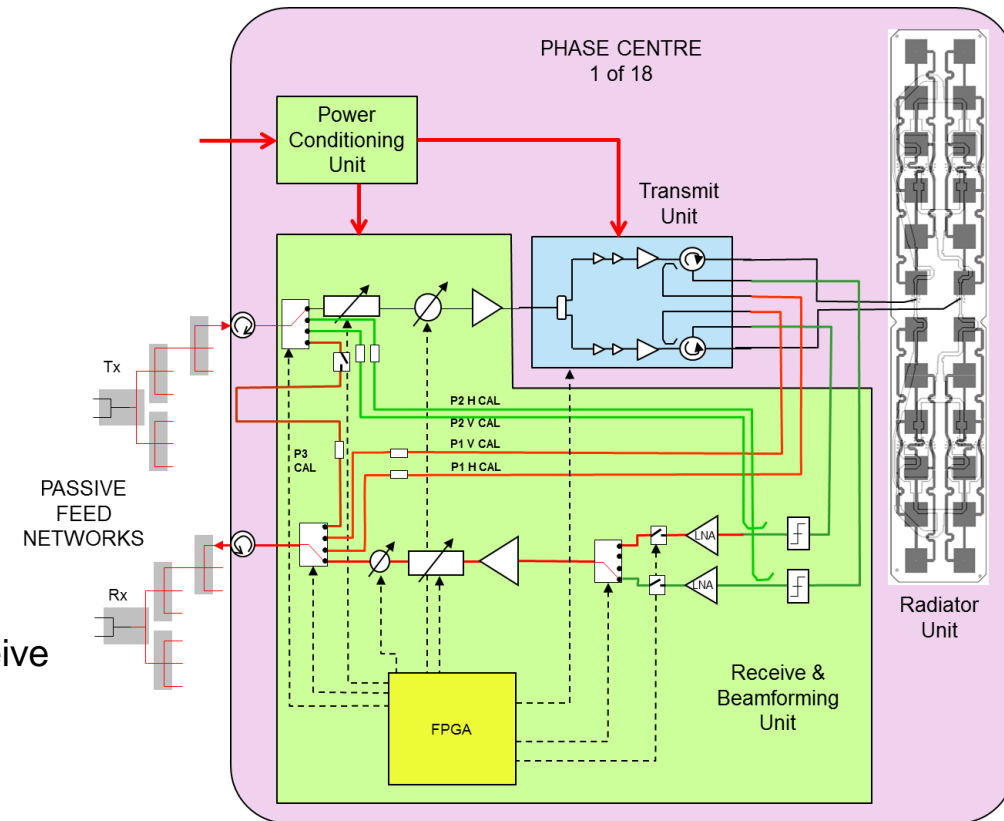 PHASE CENTRE
1 of 18
Power
Conditioning
Unit
Transmit
Unit
Tx
P2 H CAL
P2 V CAL
P1 V CAL
P3
CAL
P1 H CAL
PASSIVE
FEED
NETWORKS
LNA
LNA
Rx
Radiator
Unit
eive
Receive &
Beamforming
Unit
FPGA